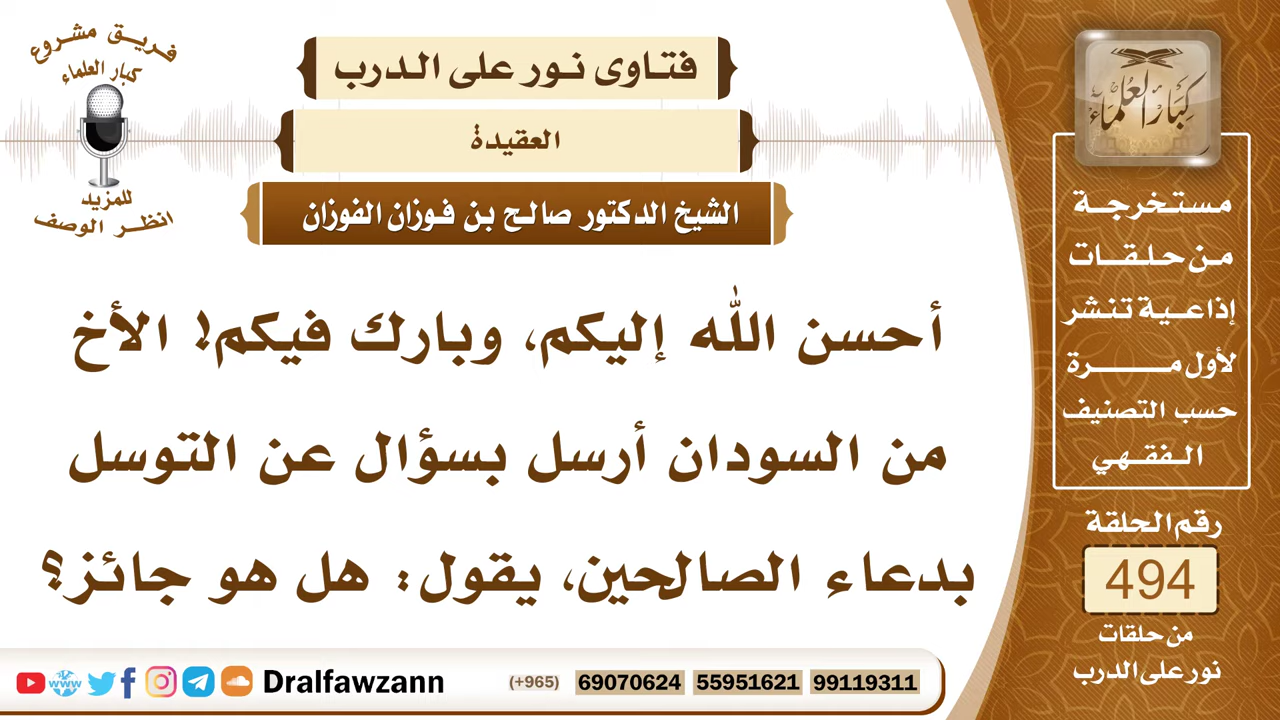 فريق مشروع
كبار العلماء
للمزيد
انظر الوصف
فتاوى نور على الدرب
العقيدة
الشيخ الدكتور صالح بن فوزان الفوزان
أحسن الله إليكم، وبارك فيكم! الأخ
من السودان أرسل بسؤال عن التوسل
بدعاء الصالحين، يقول: هل هو جائز؟
كبار العلماء
مستخرجة
من حلقات
إذاعية تنشر
لأول مرة
حسب التصنيف
الفقهي
رقم الحلقة
494
من حلقات
نور على الدرب
www Dralfawzann (+965) 69070624 55951621 99119311